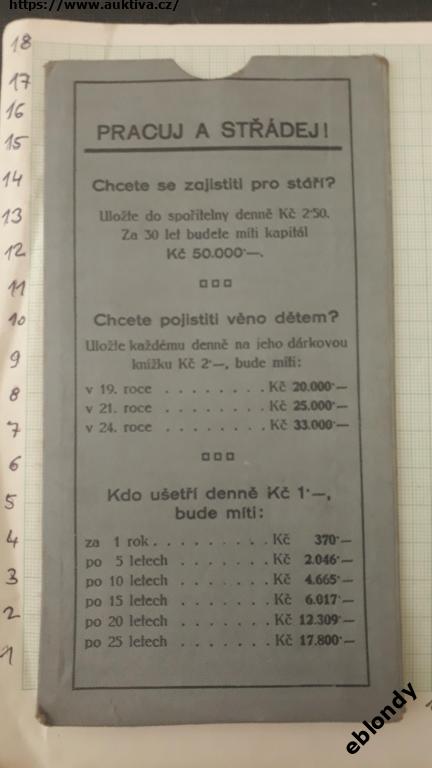 https://www.auktiva.cz/
18
17
16
15
14
13
12
11
10
9
8
7
6
5
4
3
2
1
PRACUJ A STŘÁDEJ!
Chcete se zajistiti pro stáří?
Uložte do spořitelny denně Kč 2·50.
Za 30 let budete míti kapitál
Kč 50.000·—.
Chcete pojistiti věno dětem?
Uložte každému denně na jeho dárkovou
knížku Kč 2·—, bude míti:
v 19. roce . . . . . . . . Kč 20.000·—
v 21. roce . . . . . . . . Kč 25.000·—
v 24. roce . . . . . . . . Kč 33.000·—
Kdo ušetří denně Kč 1·—,
bude míti:
za 1 rok . . . . . . . . . Kč 370·—
po 5 letech . . . . . . . . Kč 2.046·—
po 10 letech . . . . . . . . Kč 4.665·—
po 15 letech . . . . . . . . Kč 6.017·—
po 20 letech . . . . . . . . Kč 12.309·—
po 25 letech . . . . . . . . Kč 17.800·—
eblondy